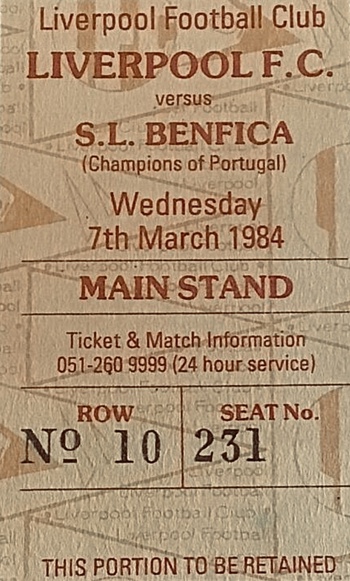 Liverpool Football Club
LIVERPOOL F.C.
versus
S.L. BENFICA
(Champions of Portugal)
Wednesday
7th March 1984
MAIN STAND
Ticket & Match Information
051-260 9999 (24 hour service)
ROW SEAT No.
Nº 10 231
THIS PORTION TO BE RETAINED